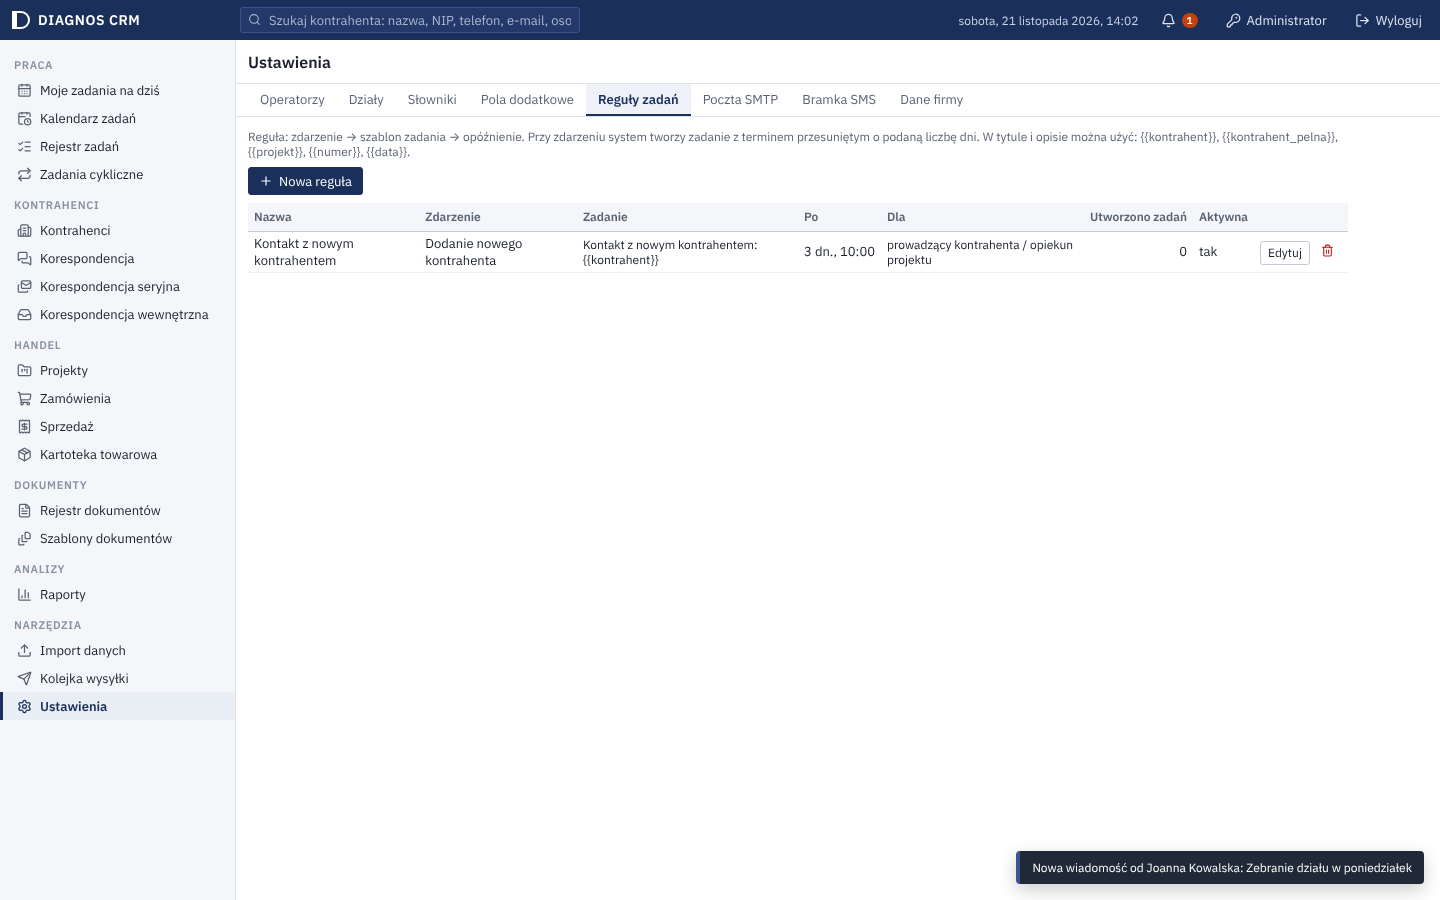 DIAGNOS CRM
Szukaj kontrahenta: nazwa, NIP, telefon, e-mail, oso
sobota, 21 listopada 2026, 14:02
1
Administrator
Wyloguj
PRACA
Moje zadania na dziś
Kalendarz zadań
Rejestr zadań
Zadania cykliczne
KONTRAHENCI
Kontrahenci
Korespondencja
Korespondencja seryjna
Korespondencja wewnętrzna
HANDEL
Projekty
Zamówienia
Sprzedaż
Kartoteka towarowa
DOKUMENTY
Rejestr dokumentów
Szablony dokumentów
ANALIZY
Raporty
NARZĘDZIA
Import danych
Kolejka wysyłki
Ustawienia
Ustawienia
Operatorzy Działy Słowniki Pola dodatkowe Reguły zadań Poczta SMTP Bramka SMS Dane firmy
Reguła: zdarzenie → szablon zadania → opóźnienie. Przy zdarzeniu system tworzy zadanie z terminem przesuniętym o podaną liczbę dni. W tytule i opisie można użyć: {{kontrahent}}, {{kontrahent_pelna}},
{{projekt}}, {{numer}}, {{data}}.
Nowa reguła
Nazwa Zdarzenie Zadanie Po Dla Utworzono zadań Aktywna
Kontakt z nowym
kontrahentem
Dodanie nowego
kontrahenta
Kontakt z nowym kontrahentem:
{{kontrahent}}
3 dn., 10:00
prowadzący kontrahenta / opiekun
projektu
0
tak
Edytuj
Nowa wiadomość od Joanna Kowalska: Zebranie działu w poniedziałek